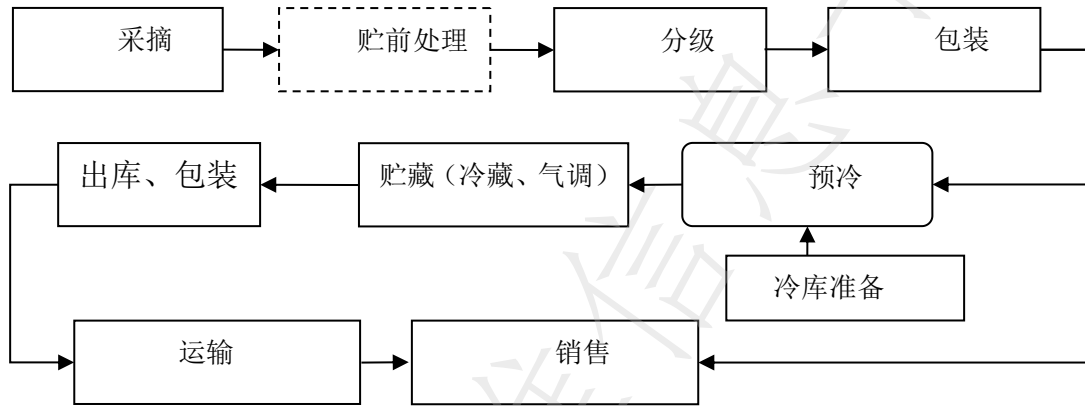 采摘
贮前处理
分级
包装
出库、包装
贮藏（冷藏、气调）
预冷
冷库准备
运输
销售